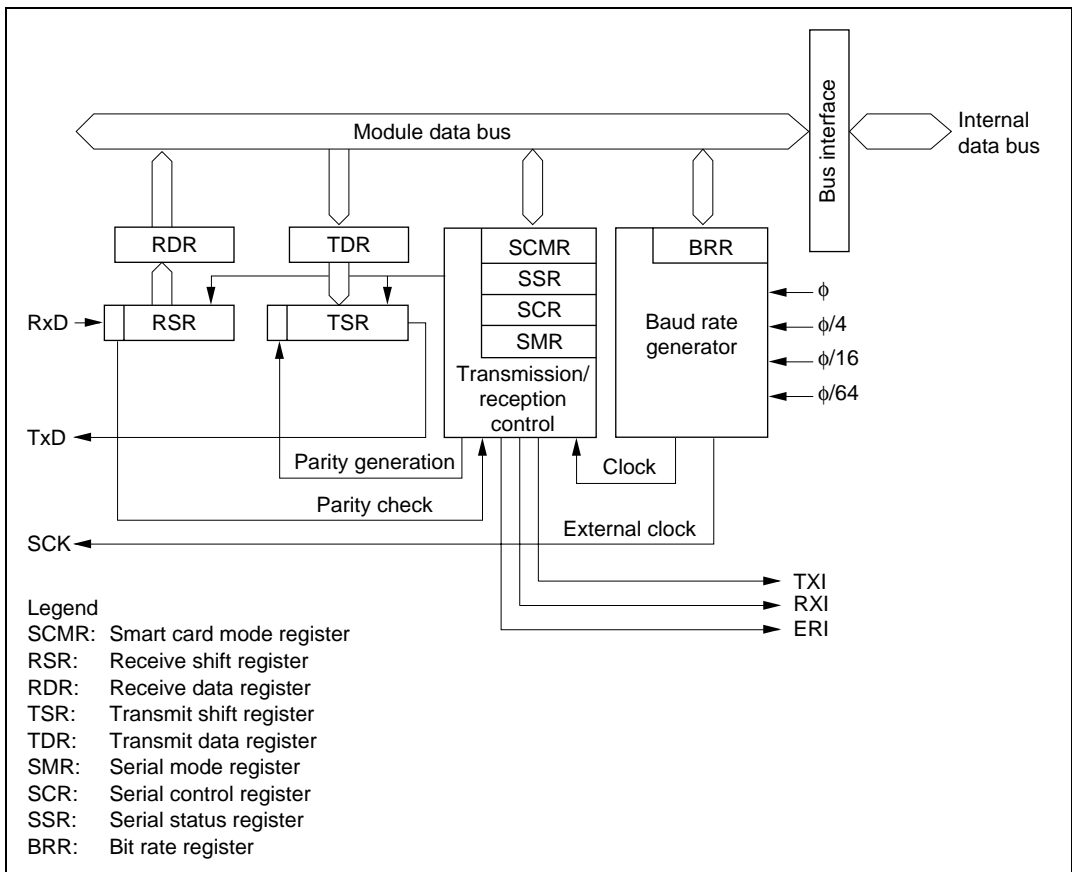 Module data bus
Bus interface
Internal
data bus
RDR
TDR
SCMR
BRR
SSR
SCR
SMR
RxD
RSR
TSR
Baud rate
generator
ϕ
ϕ/4
ϕ/16
ϕ/64
Transmission/
reception
control
TxD
Parity generation
Clock
Parity check
External clock
SCK
TXI
RXI
ERI
Legend
SCMR: Smart card mode register
RSR: Receive shift register
RDR: Receive data register
TSR: Transmit shift register
TDR: Transmit data register
SMR: Serial mode register
SCR: Serial control register
SSR: Serial status register
BRR: Bit rate register